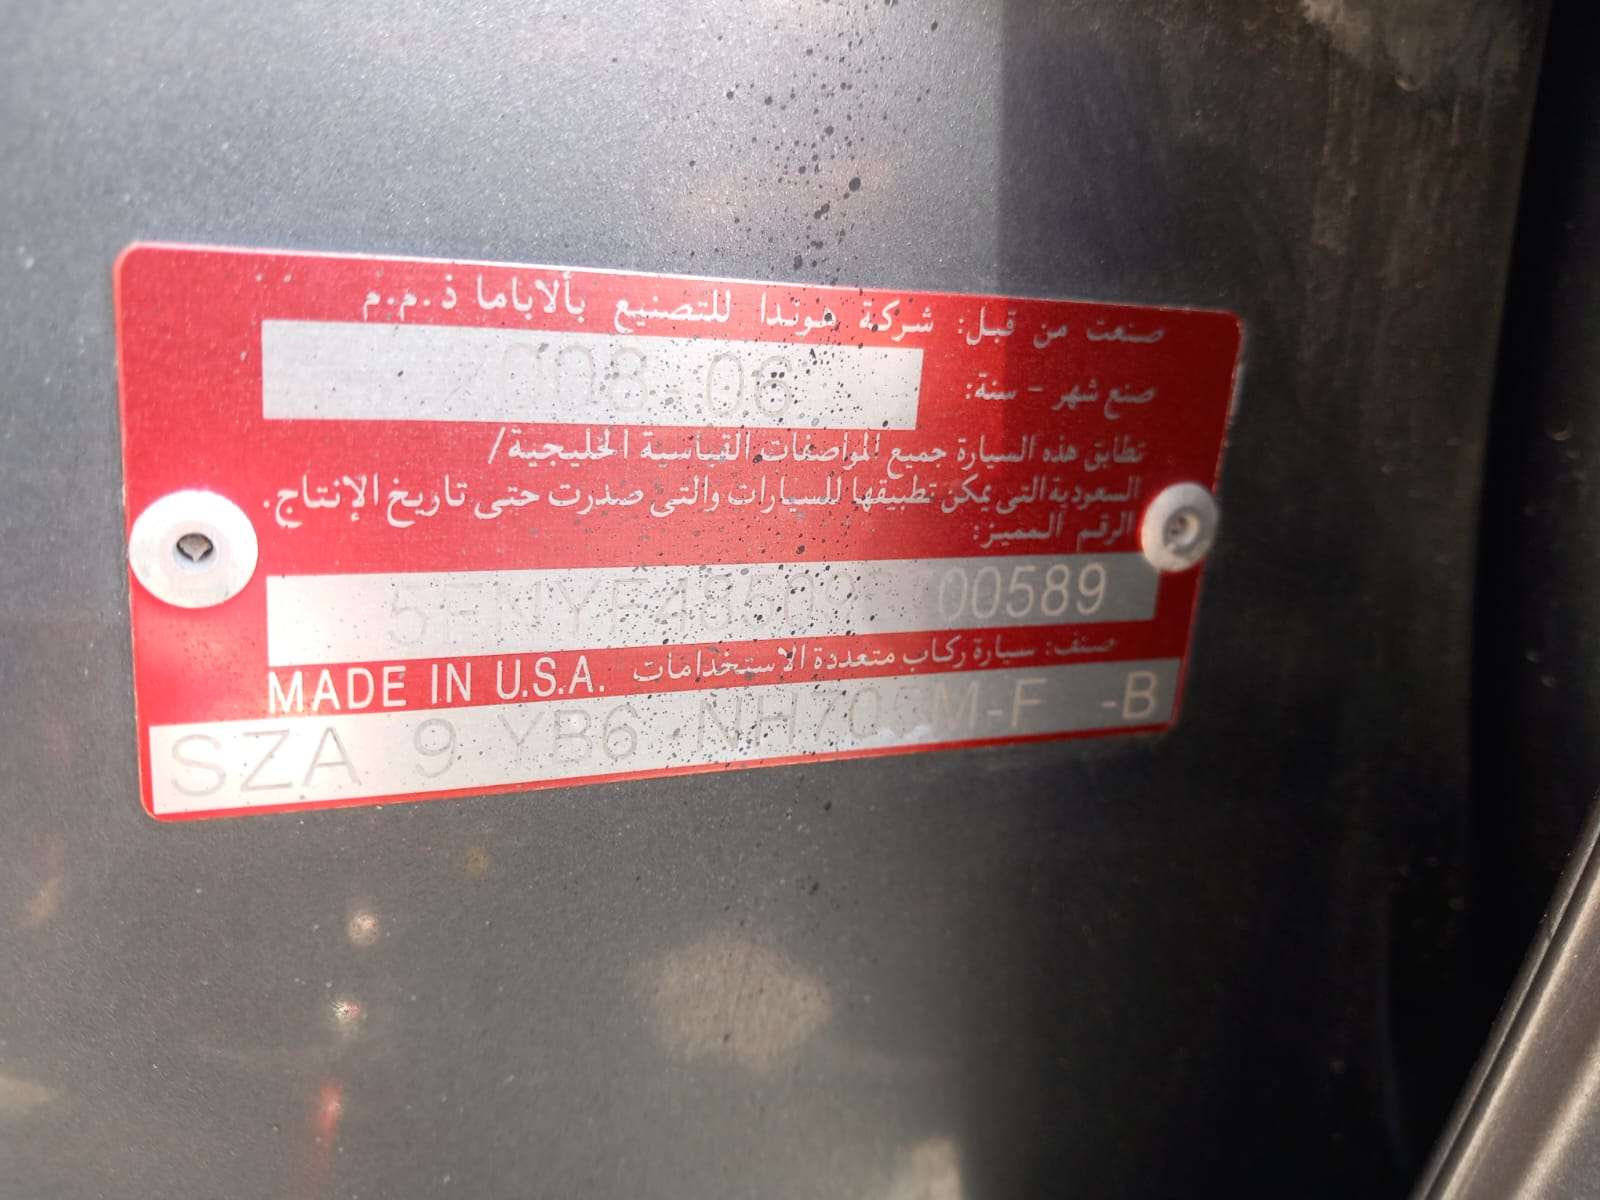 صنعت من قبل: شركة هوندا للتصنيع بألاباما ذ.م.م
صنع شهر - سنة: 2008-06
تطابق هذه السيارة جميع المواصفات القياسية الخليجية/
السعودية التي يمكن تطبيقها للسيارات والتي صدرت حتى تاريخ الإنتاج.
الرقم المميز:
00589
صنف: سيارة ركاب متعددة الاستخدامات MADE IN U.S.A.
SZA 9 YB6 -B